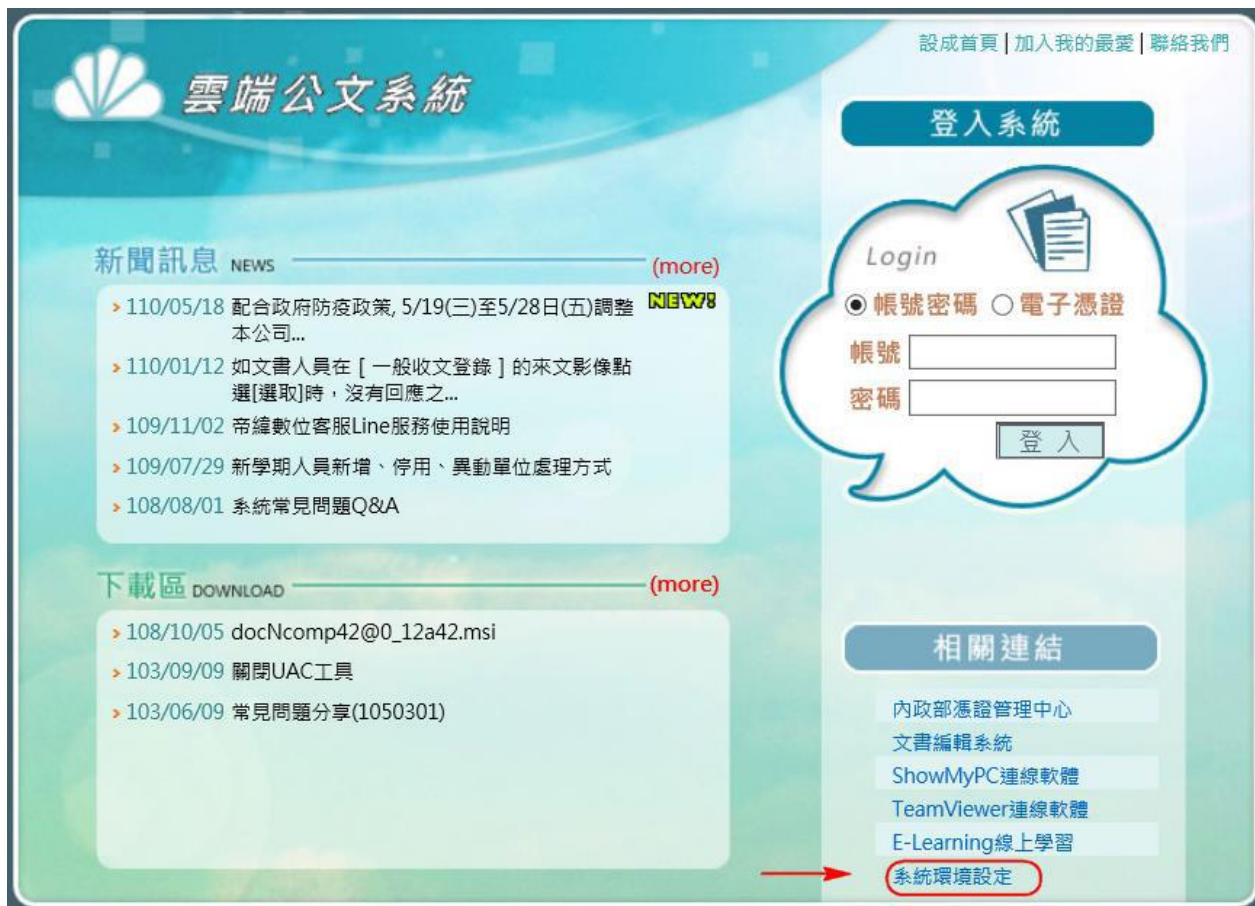 設成首頁|加入我的最愛|聯絡我們
雲端公文系統
登入系統
Login
帳號密碼 電子憑證
帳號
密碼
登入
新聞訊息 NEWS (more)
110/05/18 配合政府防疫政策, 5/19(三)至5/28日(五)調整 NEW!
本公司...
110/01/12 如文書人員在 [ 一般收文登錄 ] 的來文影像點
選[選取]時，沒有回應之...
109/11/02 帝緯數位客服Line服務使用說明
109/07/29 新學期人員新增、停用、異動單位處理方式
108/08/01 系統常見問題Q&A
下載區 DOWNLOAD (more)
108/10/05 docNcomp42@0_12a42.msi
103/09/09 關閉UAC工具
103/06/09 常見問題分享(1050301)
相關連結
內政部憑證管理中心
文書編輯系統
ShowMyPC連線軟體
TeamViewer連線軟體
E-Learning線上學習
系統環境設定